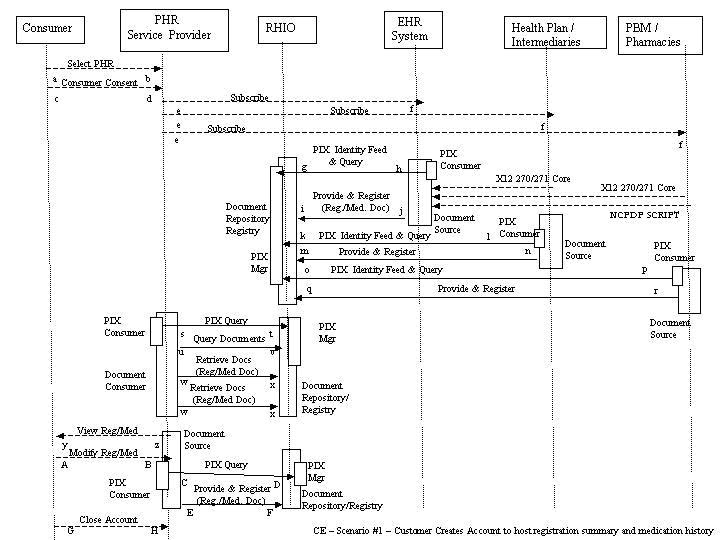 Consumer
PHR
Service Provider
RHIO
EHR
System
Health Plan /
Intermediaries
PBM /
Pharmacies
Select PHR
a
b
Consumer Consent
c
d
Subscribe
e
f
Subscribe
e
f
Subscribe
e
f
PIX Identity Feed
& Query
g
h
PIX
Consumer
X12 270/271 Core
X12 270/271 Core
NCPDP SCRIPT
Provide & Register
(Reg./Med. Doc)
i
j
Document
Repository
Registry
Document
Source
PIX
Consumer
k
PIX Identity Feed & Query
l
m
Provide & Register
n
Document
Source
PIX
Mgr
PIX
Consumer
o
PIX Identity Feed & Query
p
q
Provide & Register
r
Document
Source
PIX
Consumer
PIX Query
s
t
PIX
Mgr
Query Documents
u
v
Retrieve Docs
(Reg/Med Doc)
w
x
Document
Consumer
Retrieve Docs
(Reg/Med Doc)
w
x
Document
Repository/
Registry
View Reg/Med
y
z
Document
Source
Modify Reg/Med
A
B
PIX Query
C
D
PIX
Mgr
PIX
Consumer
Provide & Register
(Reg./Med. Doc)
E
F
Document
Repository/Registry
Close Account
G
H
CE – Scenario #1 – Customer Creates Account to host registration summary and medication history